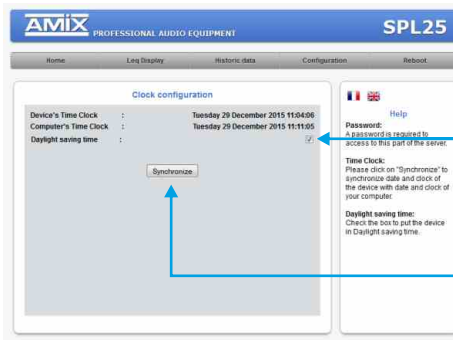 AMIX PROFESSIONAL AUDIO EQUIPMENT
SPL25
Home Leq Display Historic data Configuration Reboot
Clock configuration
Device's Time Clock : Tuesday 29 December 2015 11:04:06
Computer's Time Clock : Tuesday 29 December 2015 11:11:05
Daylight saving time :
Synchronize
Help
Password:
A password is required to
access to this part of the server.
Time Clock:
Please click on "Synchronize" to
synchronize date and clock of
the device with date and clock of
your computer.
Daylight saving time:
Check the box to put the device
in Daylight saving time.